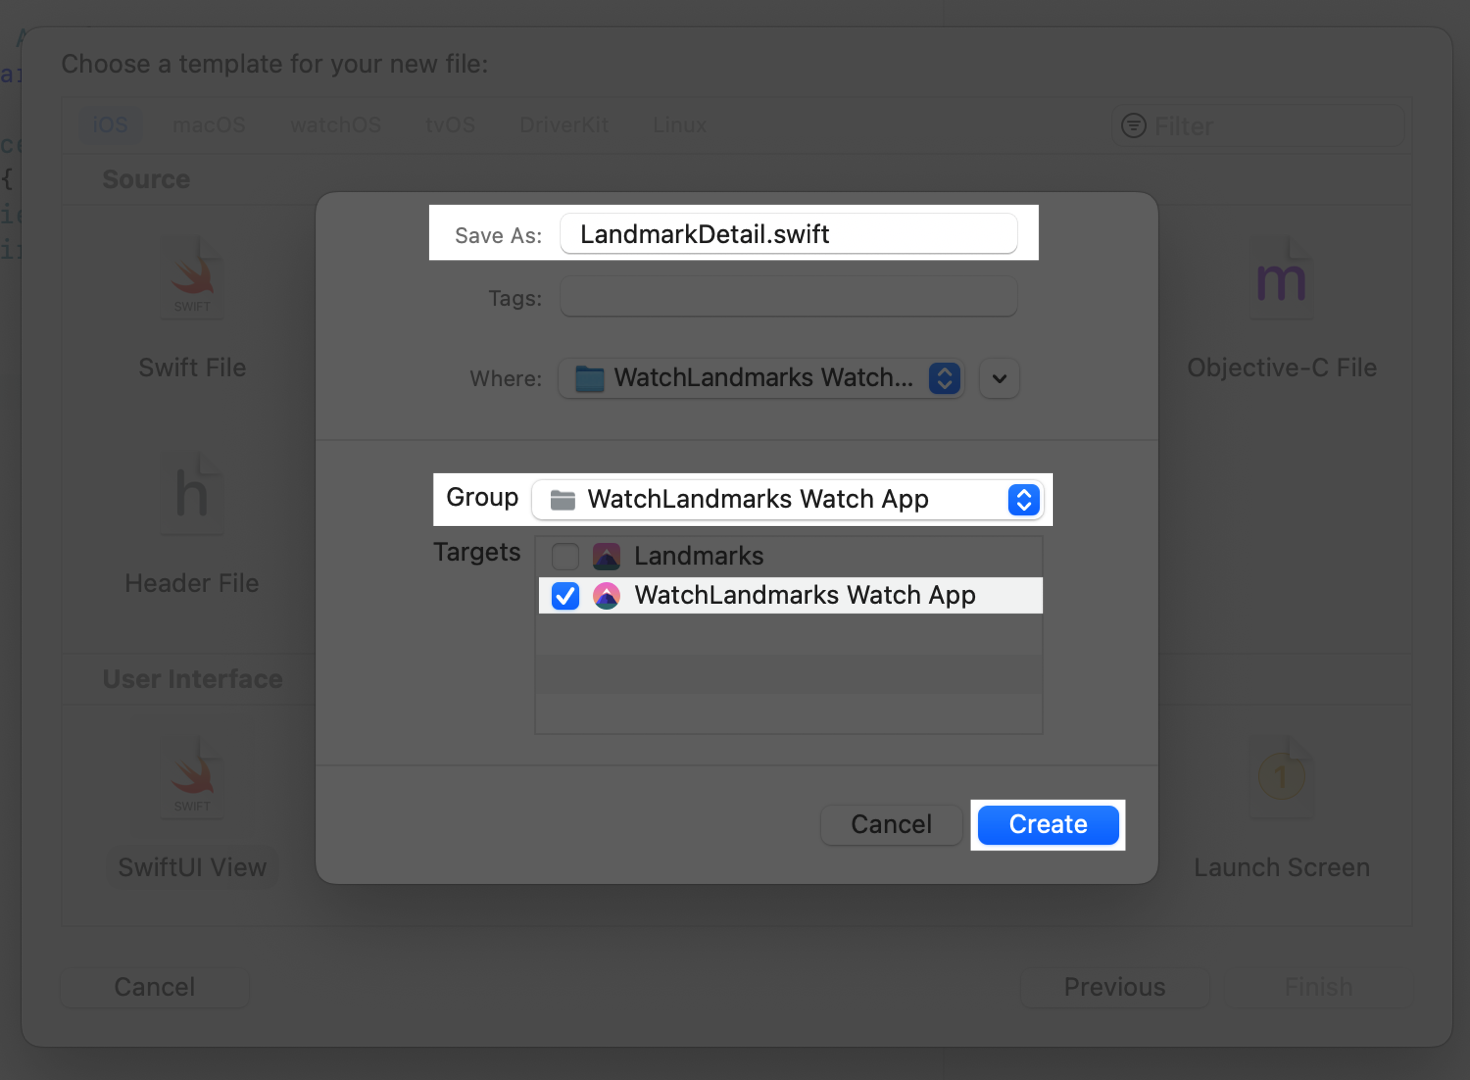 Choose a template for your new file:
iOS macOS watchOS tvOS DriverKit Linux Filter
Source
Save As: LandmarkDetail.swift
Tags:
SWIFT
m
Swift File
Objective-C File
Where: WatchLandmarks Watch...
h
Header File
Group WatchLandmarks Watch App
Targets Landmarks
WatchLandmarks Watch App
User Interface
SWIFT
1
SwiftUI View
Launch Screen
Cancel Create
Cancel Previous Finish